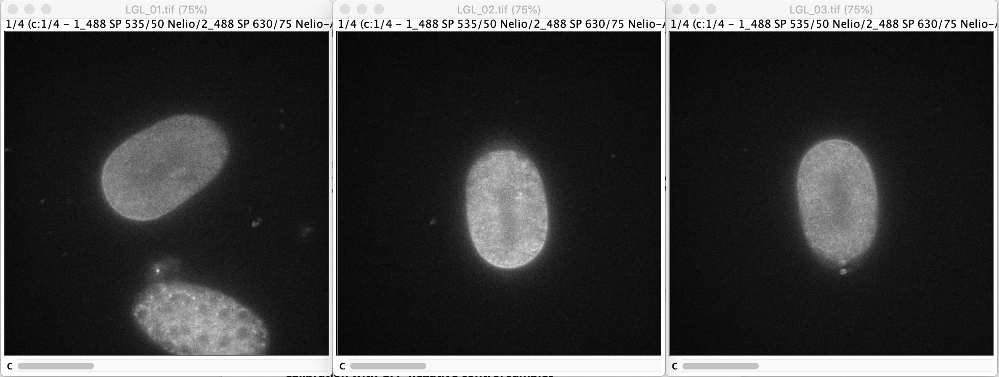 LGL_01.tif (75%)
1/4 (c:1/4 - 1_488 SP 535/50 Nelio/2_488 SP 630/75 Nelio-
C
LGL_02.tif (75%)
1/4 (c:1/4 - 1_488 SP 535/50 Nelio/2_488 SP 630/75 Nelio-
C
LGL_03.tif (75%)
1/4 (c:1/4 - 1_488 SP 535/50 Nelio/2_488 SP 630/75 Nelio-
C